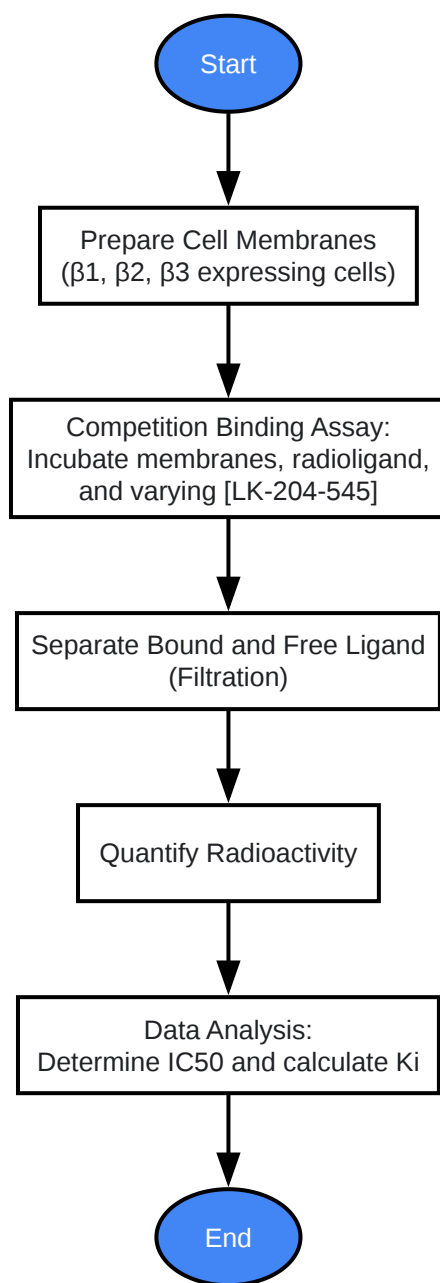 Start
Prepare Cell Membranes
(β1, β2, β3 expressing cells)
Competition Binding Assay:
Incubate membranes, radioligand,
and varying [LK-204-545]
Separate Bound and Free Ligand
(Filtration)
Quantify Radioactivity
Data Analysis:
Determine IC50 and calculate Ki
End